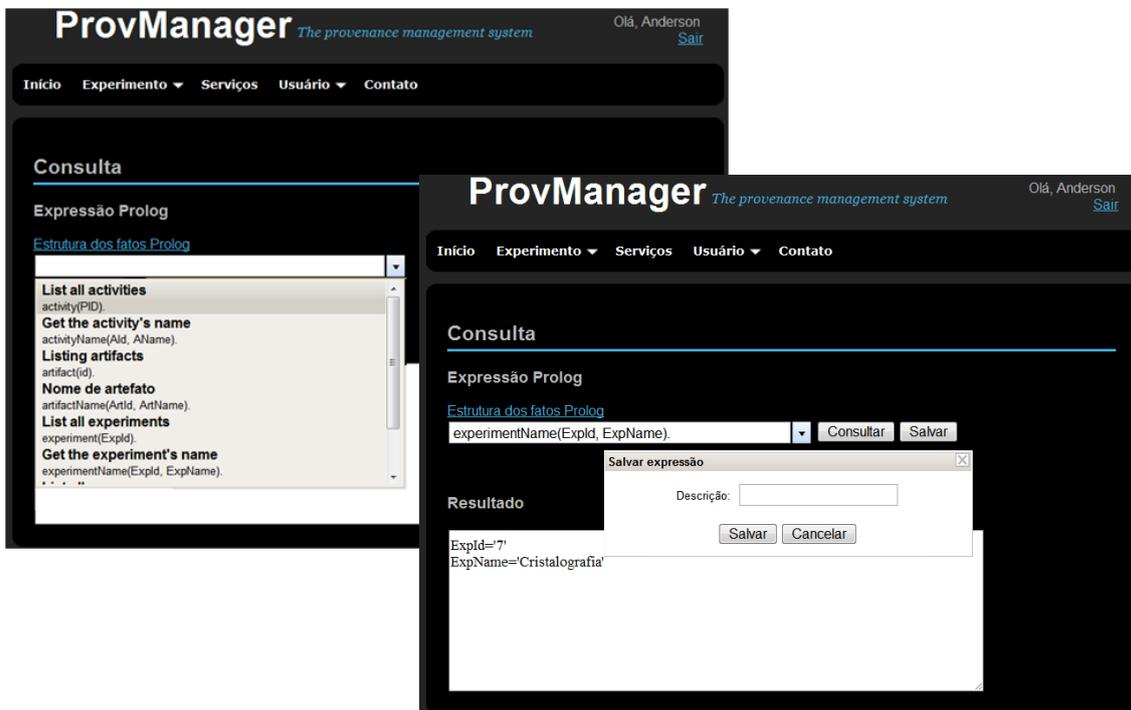 ProvManager The provenance management system
Olá, Anderson
Sair
Início Experimento Serviços Usuário Contato
Consulta
Expressão Prolog
Estrutura dos fatos Prolog
List all activities
activity(PID).
Get the activity's name
activityName(AId, AName).
Listing artifacts
artifact(id).
Nome de artefato
artifactName(ArtId, ArtName).
List all experiments
experiment(ExpId).
Get the experiment's name
experimentName(ExpId, ExpName).
ProvManager The provenance management system
Olá, Anderson
Sair
Início Experimento Serviços Usuário Contato
Consulta
Expressão Prolog
Estrutura dos fatos Prolog
experimentName(ExpId, ExpName). Consultar Salvar
Salvar expressão
Descrição:
Salvar Cancelar
Resultado
ExpId='7'
ExpName='Cristalografia'